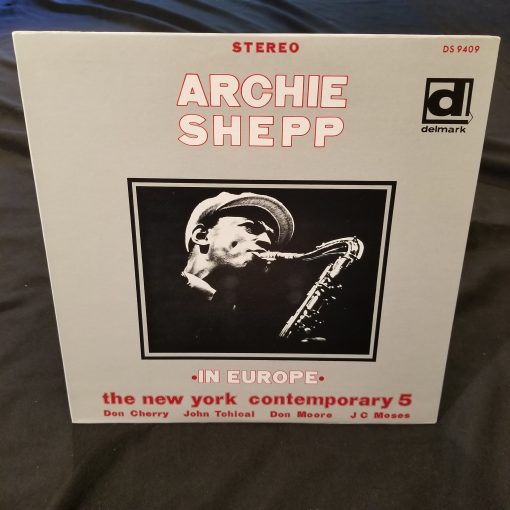 STEREO
DS 9409
ARCHIE
SHEPP
d
delmark
•IN EUROPE•
the new york contemporary 5
Don Cherry John Tchicai Don Moore J C Moses